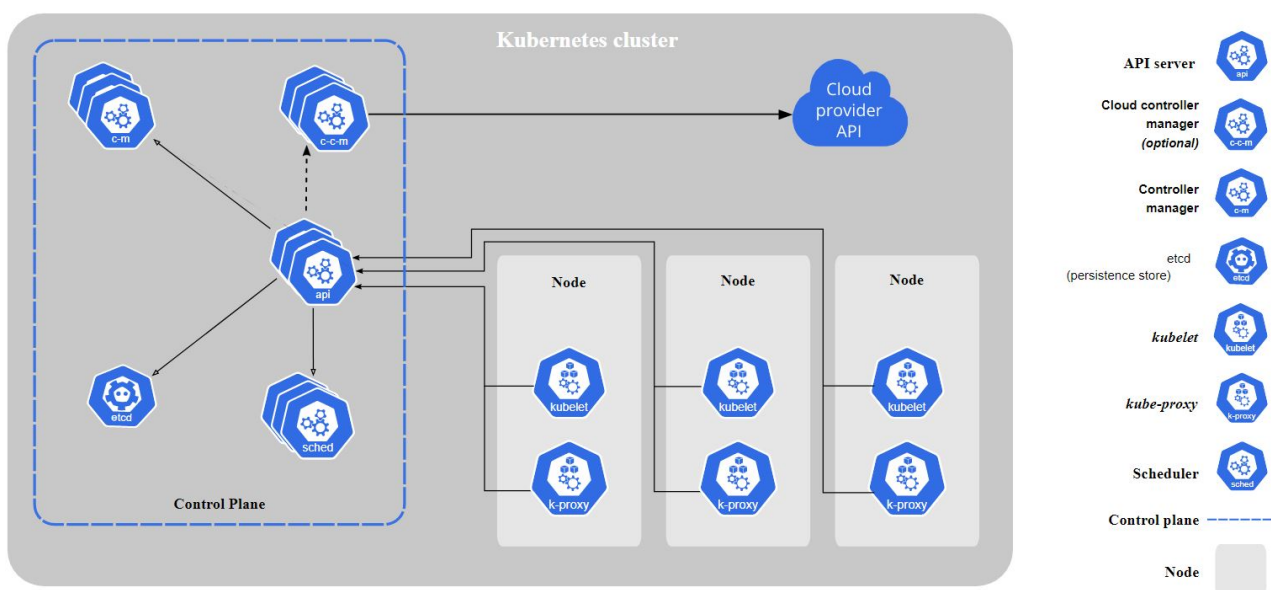 Kubernetes cluster
c-m
c-c-m
Cloud
provider
API
api
etcd
sched
Control Plane
Node
Node
Node
kubelet
kubelet
kubelet
k-proxy
k-proxy
k-proxy
API server
api
Cloud controller
manager
(optional)
c-c-m
Controller
manager
c-m
etcd
(persistence store)
etcd
kubelet
kubelet
kube-proxy
k-proxy
Scheduler
sched
Control plane
Node